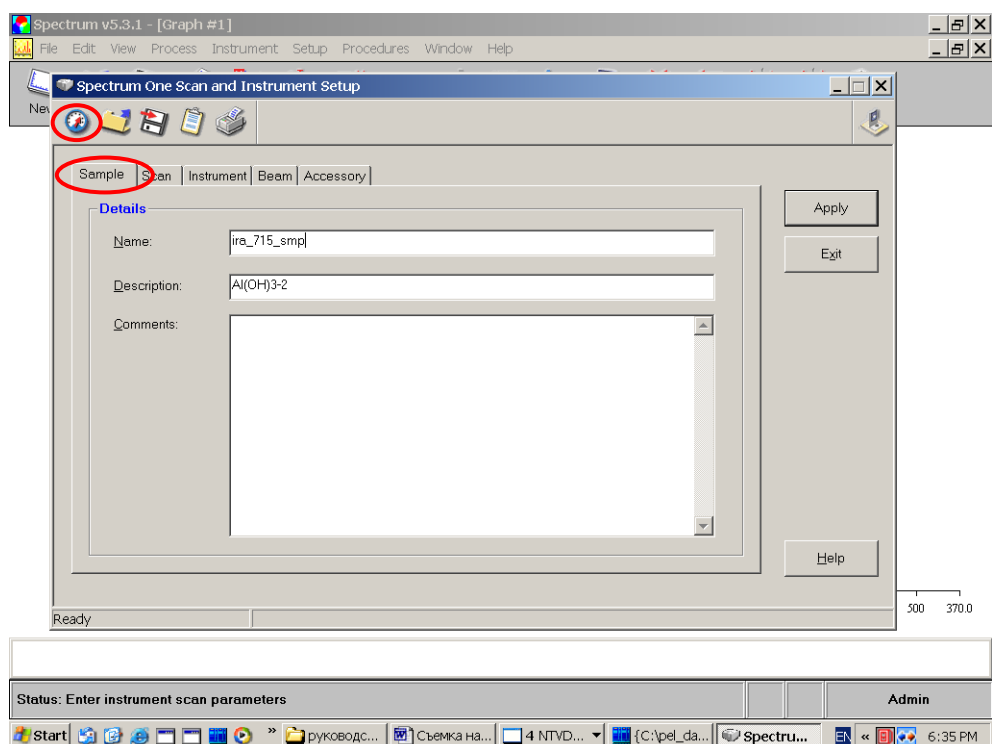 Spectrum v5.3.1 - [Graph #1]
File Edit View Process Instrument Setup Procedures Window Help
Spectrum One Scan and Instrument Setup
Sample Scan Instrument Beam Accessory
Details
Apply
Name: ira_715_smp
Exit
Description: Al(OH)3-2
Comments:
Help
500 370.0
Ready
Status: Enter instrument scan parameters Admin
Start » руководс... Съемка на... 4 NTVD... {C:\pel_da... Spectru... EN « 6:35 PM